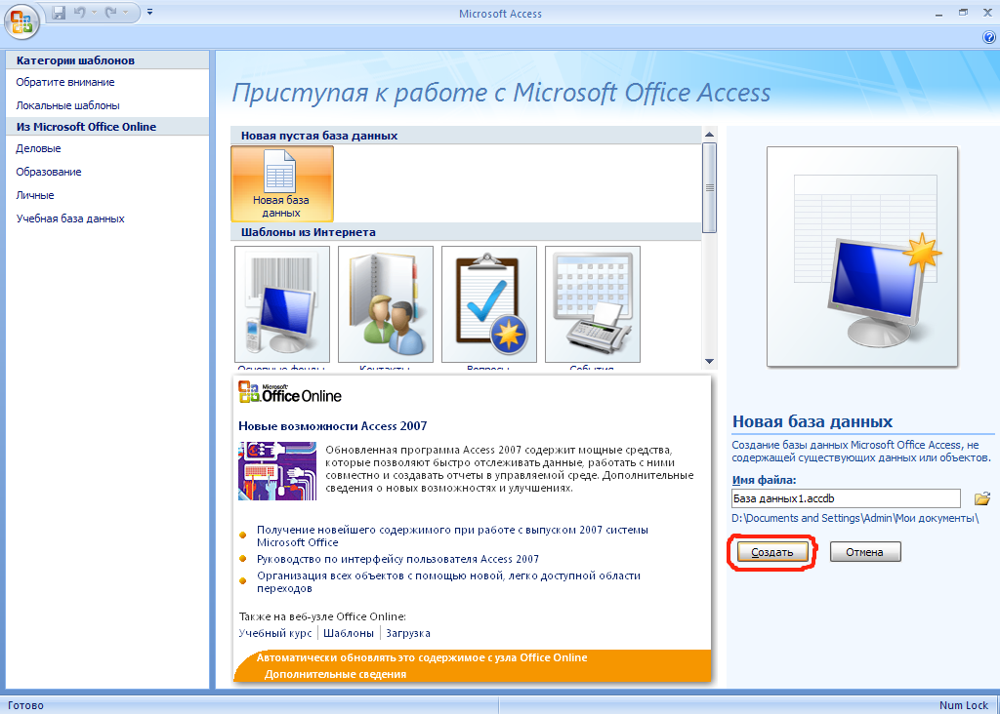 Microsoft Access
Категории шаблонов
Обратите внимание
Локальные шаблоны
Из Microsoft Office Online
Деловые
Образование
Личные
Учебная база данных
Приступая к работе с Microsoft Office Access
Новая пустая база данных
Новая база
данных
Шаблоны из Интернета
Основные фонды
Контакты
Вопросы
События
Microsoft
Office Online
Новые возможности Access 2007
Обновленная программа Access 2007 содержит мощные средства,
которые позволяют быстро отслеживать данные, работать с ними
совместно и создавать отчеты в управляемой среде. Дополнительные
сведения о новых возможностях и улучшениях.
Получение новейшего содержимого при работе с выпуском 2007 системы
Microsoft Office
Руководство по интерфейсу пользователя Access 2007
Организация всех объектов с помощью новой, легко доступной области
переходов
Также на веб-узле Office Online:
Учебный курс | Шаблоны | Загрузка
Автоматически обновлять это содержимое с узла Office Online
Дополнительные сведения
Новая база данных
Создание базы данных Microsoft Office Access, не
содержащей существующих данных или объектов.
Имя файла:
База данных1.accdb
D:\Documents and Settings\Admin\Мои документы\
Создать Отмена
Готово
Num Lock